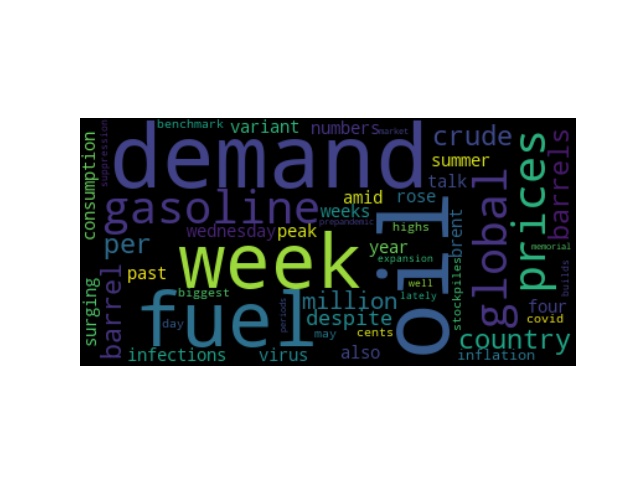 benchmark
variant
numbers
market
suppression
consumption
demand
crude
summer
prices
barrels
gasoline
amid
rose
talk
weeks
prepandemic
wednesday
peak
highs
brent
global
per
week
year
expansion
oil
memorial
past
biggest
well
lately
stockpiles
builds
surging
barrel
fuel
day
periods
million
despite
may
cents
four
covid
country
infections
virus
also
inflation